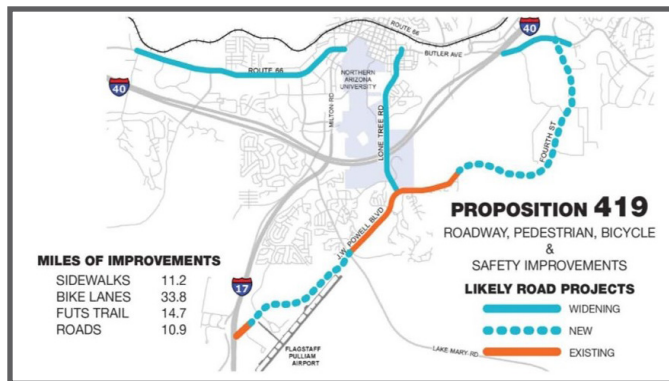 ROUTE 66
40
BUTLER AVE
ROUTE 66
40
NORTHERN
ARIZONA
UNIVERSITY
MILTON RD
LONE TREE RD
FOURTH ST
J.W. POWELL BLVD
17
FLAGSTAFF
PULLIAM
AIRPORT
LAKE MARY RD
MILES OF IMPROVEMENTS
SIDEWALKS 11.2
BIKE LANES 33.8
FUTS TRAIL 14.7
ROADS 10.9
PROPOSITION 419
ROADWAY, PEDESTRIAN, BICYCLE
&
SAFETY IMPROVEMENTS
LIKELY ROAD PROJECTS
WIDENING
NEW
EXISTING